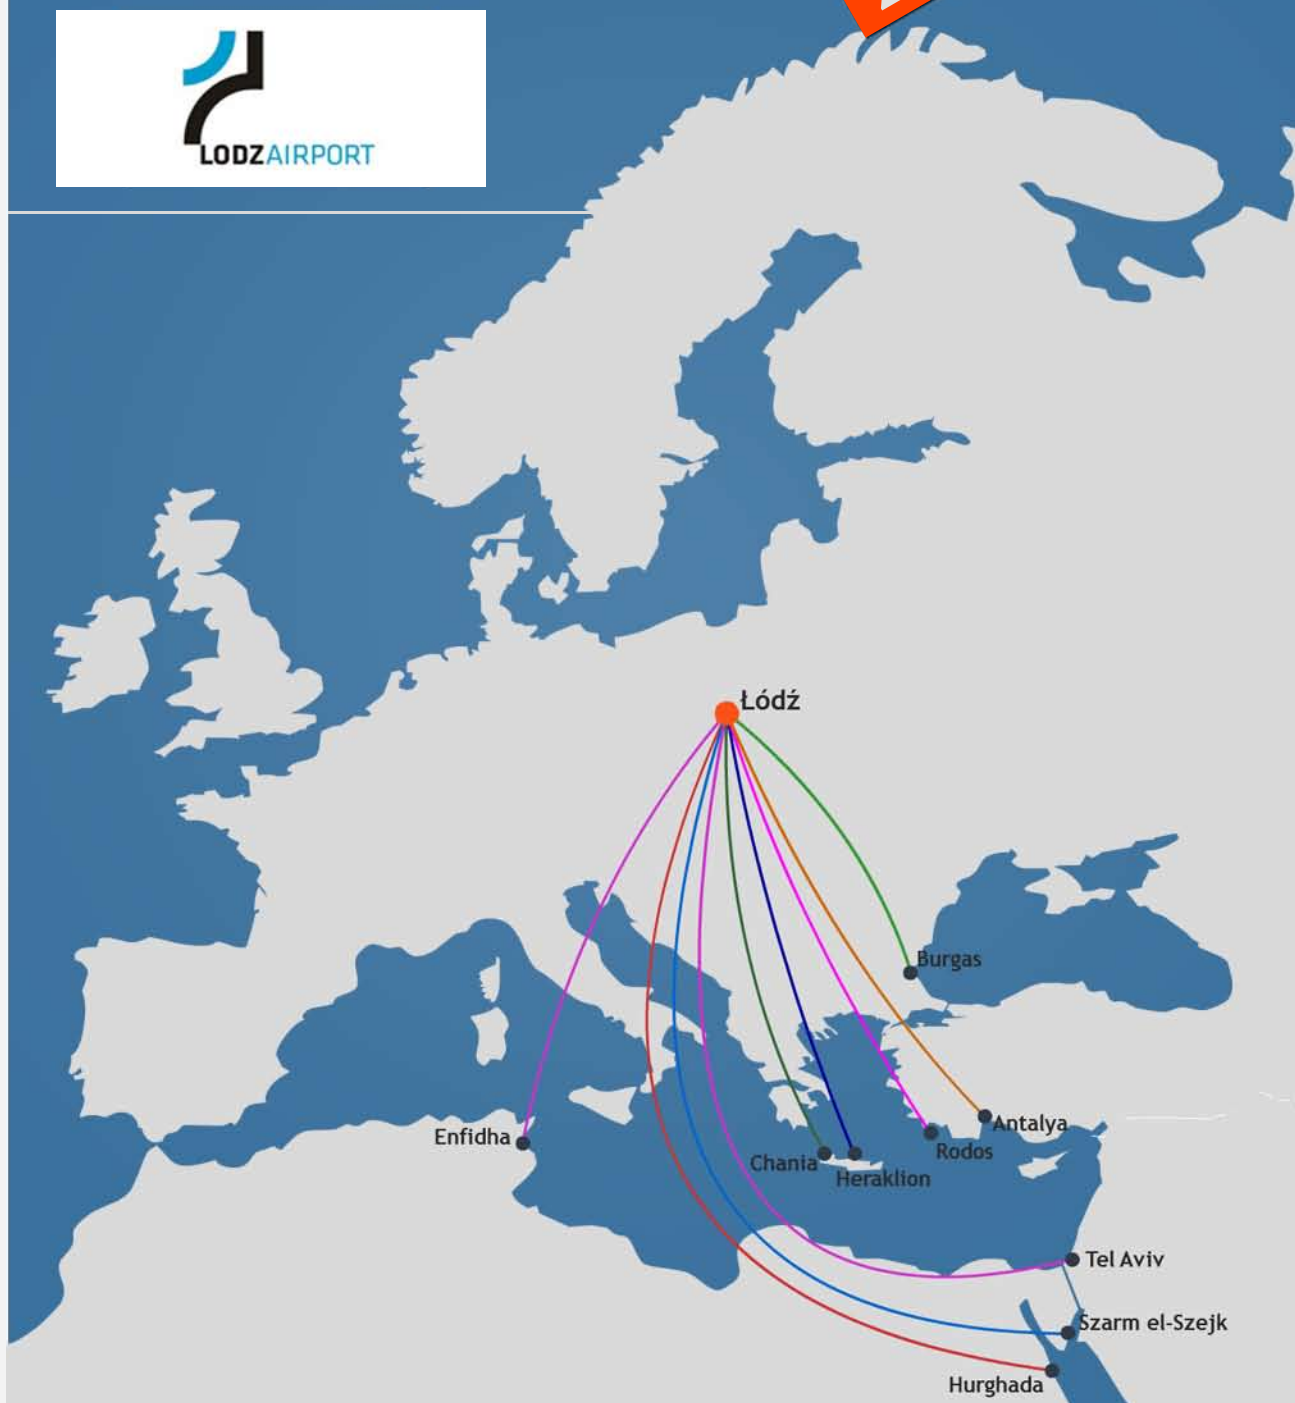 LODZAIRPORT
Łódź
Burgas
Enfidha
Antalya
Rodos
Chania
Heraklion
Tel Aviv
Szarm el-Szejk
Hurghada